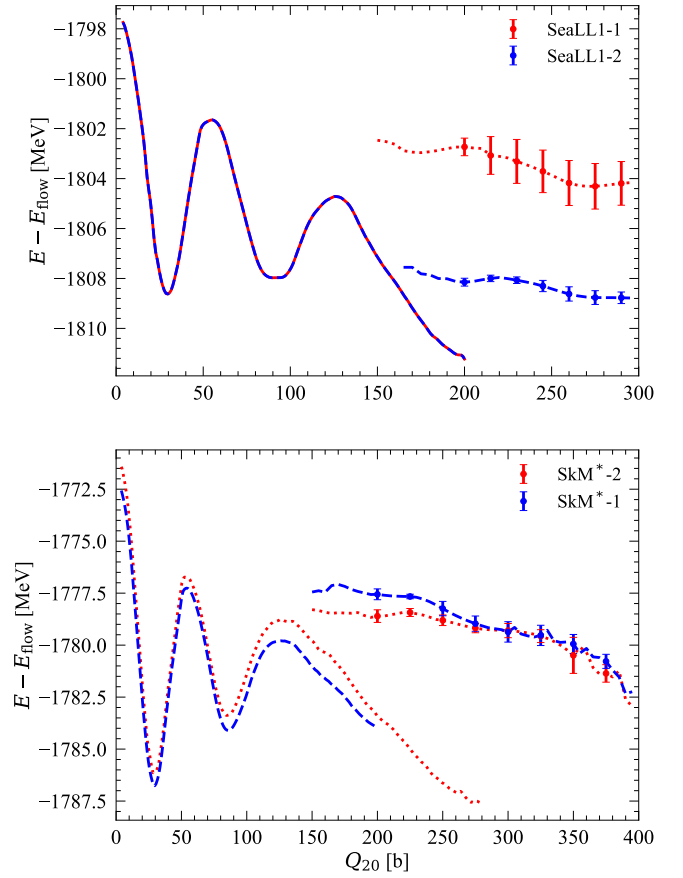 SeaLL1-1
SeaLL1-2
E − E_flow [MeV]
−1798
−1800
−1802
−1804
−1806
−1808
−1810
0 50 100 150 200 250 300
SkM*-2
SkM*-1
E − E_flow [MeV]
−1772.5
−1775.0
−1777.5
−1780.0
−1782.5
−1785.0
−1787.5
0 50 100 150 200 250 300 350 400
Q_20 [b]